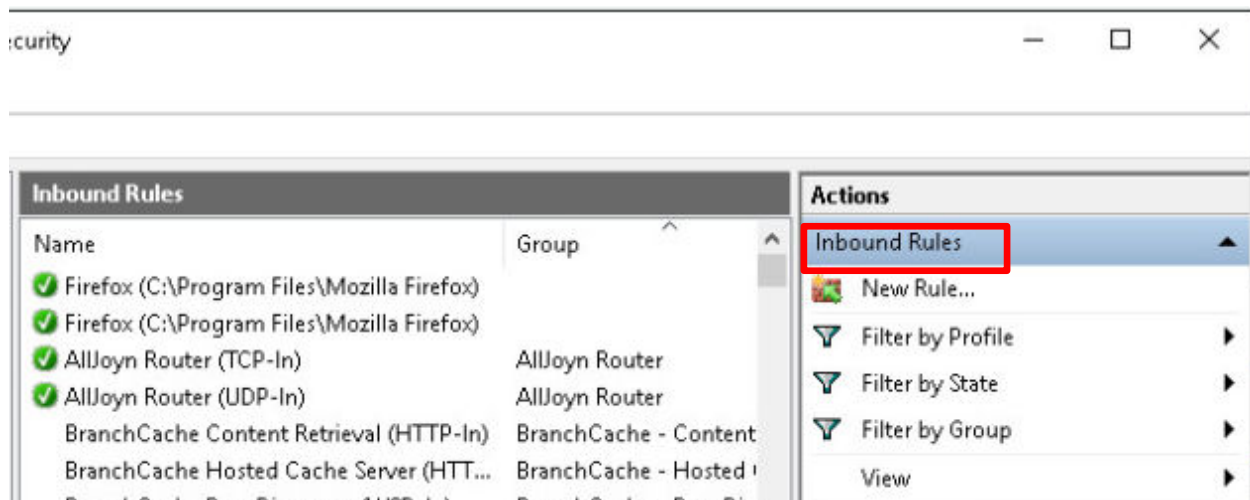 curity
Inbound Rules
Name Group
Firefox (C:\Program Files\Mozilla Firefox)
Firefox (C:\Program Files\Mozilla Firefox)
AllJoyn Router (TCP-In) AllJoyn Router
AllJoyn Router (UDP-In) AllJoyn Router
BranchCache Content Retrieval (HTTP-In) BranchCache - Content
BranchCache Hosted Cache Server (HTT... BranchCache - Hosted
Actions
Inbound Rules
New Rule...
Filter by Profile
Filter by State
Filter by Group
View